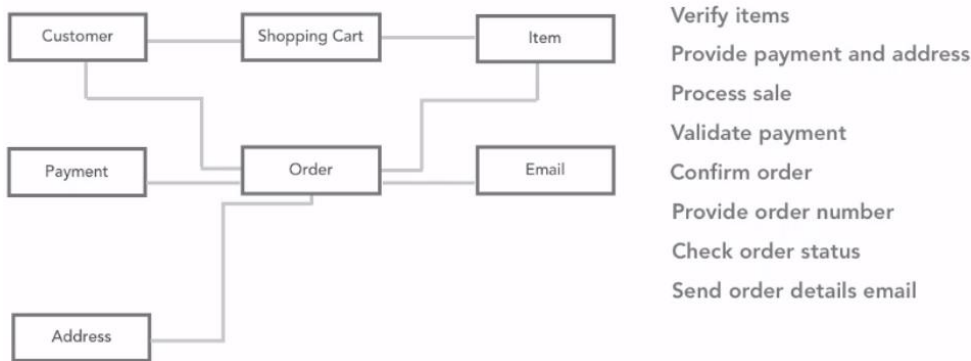 Customer
Shopping Cart
Item
Payment
Order
Email
Address
Verify items
Provide payment and address
Process sale
Validate payment
Confirm order
Provide order number
Check order status
Send order details email